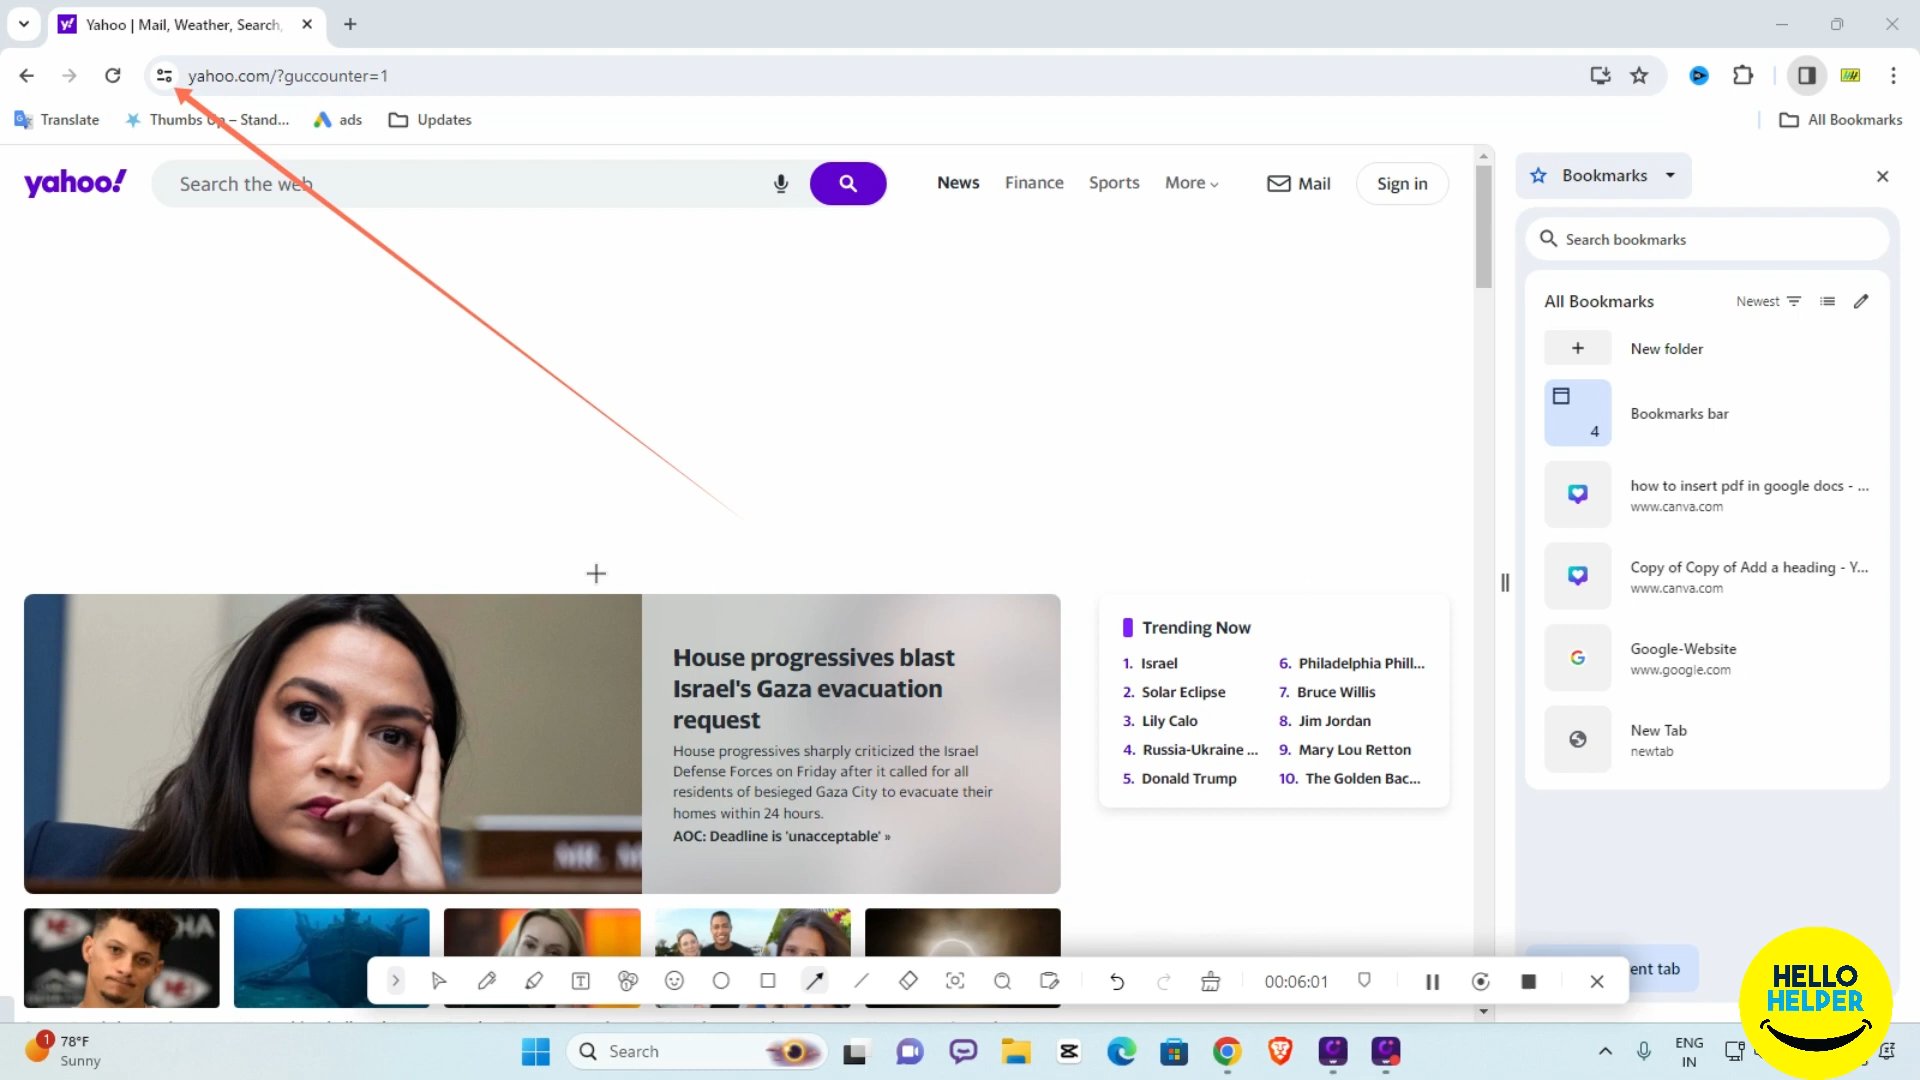 Yahoo | Mail, Weather, Search,
yahoo.com/?guccounter=1
Translate
Thumbs Up – Stand...
ads
Updates
All Bookmarks
yahoo!
Search the web
News
Finance
Sports
More
Mail
Sign in
Bookmarks
Search bookmarks
All Bookmarks
Newest
New folder
4
Bookmarks bar
how to insert pdf in google docs - ...
www.canva.com
Copy of Copy of Add a heading - Y...
www.canva.com
Google-Website
www.google.com
New Tab
newtab
House progressives blast
Israel's Gaza evacuation
request
House progressives sharply criticized the Israel
Defense Forces on Friday after it called for all
residents of besieged Gaza City to evacuate their
homes within 24 hours.
AOC: Deadline is 'unacceptable' »
Trending Now
1. Israel
2. Solar Eclipse
3. Lily Calo
4. Russia-Ukraine ...
5. Donald Trump
6. Philadelphia Phill...
7. Bruce Willis
8. Jim Jordan
9. Mary Lou Retton
10. The Golden Bac...
00:06:01
ent tab
HELLO
HELPER
1
78°F
Sunny
Search
ENG
IN